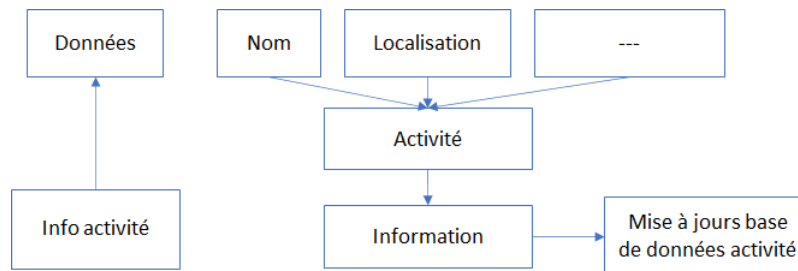 Données
Nom
Localisation
---
Activité
Info activité
Information
Mise à jours base
de données activité